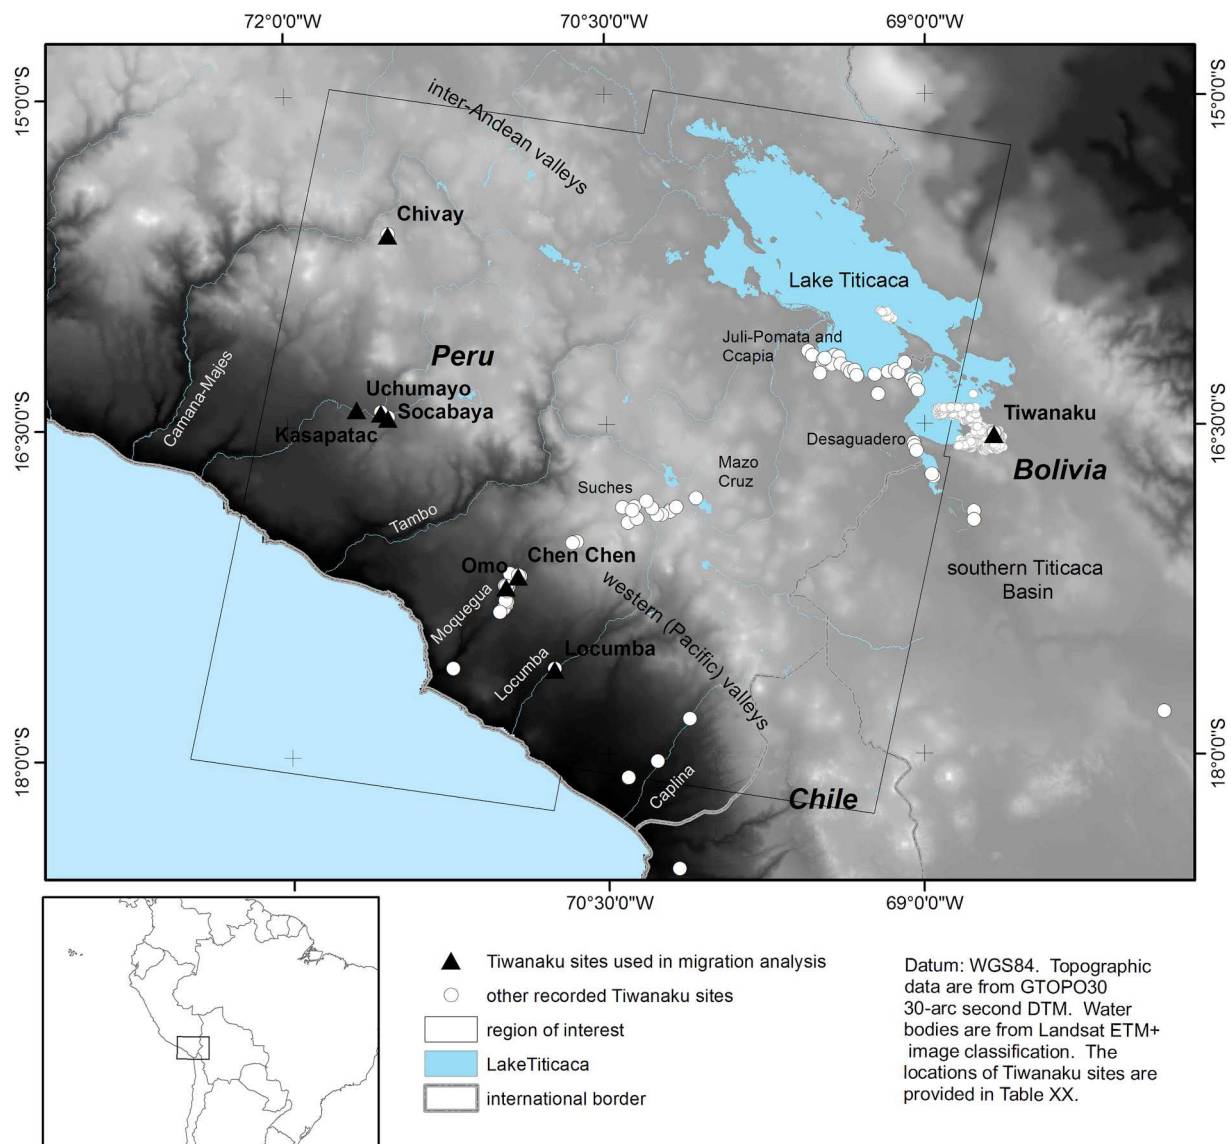 72°0'0"W
70°30'0"W
69°0'0"W
15°0'0"S
15°0'0"S
inter-Andean valleys
Chivay
Lake Titicaca
Juli-Pomata and
Ccapia
Peru
Camana-Majes
Uchumayo
Socabaya
Kasapatac
Tiwanaku
16°30'0"S
16°30'0"S
Desaguadero
Bolivia
Mazo
Cruz
Suches
Tambo
Chen Chen
Omo
southern Titicaca
Basin
Moquegua
western (Pacific) valleys
Locumba
Locumba
18°0'0"S
18°0'0"S
Caplina
Chile
70°30'0"W
69°0'0"W
Tiwanaku sites used in migration analysis
other recorded Tiwanaku sites
region of interest
LakeTiticaca
international border
Datum: WGS84. Topographic
data are from GTOPO30
30-arc second DTM. Water
bodies are from Landsat ETM+
image classification. The
locations of Tiwanaku sites are
provided in Table XX.